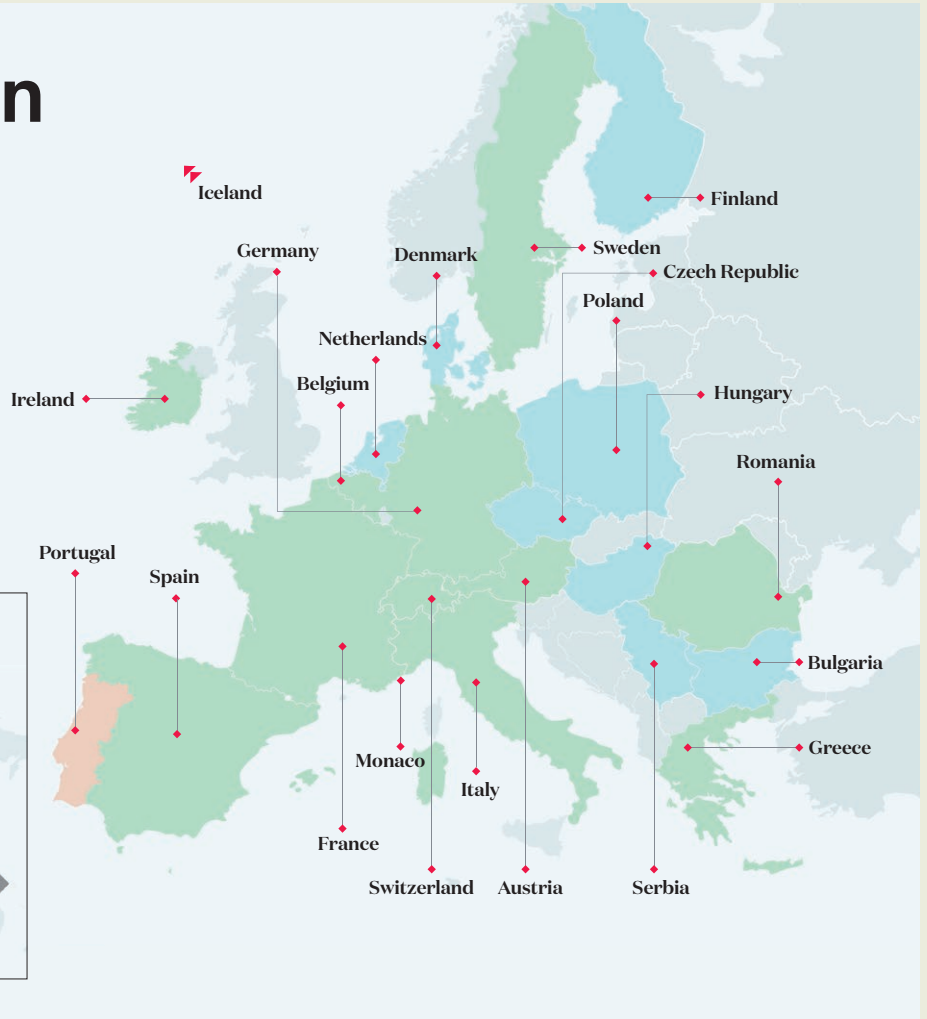 n
Iceland
Finland
Germany
Denmark
Sweden
Czech Republic
Poland
Netherlands
Belgium
Hungary
Ireland
Romania
Portugal
Spain
Bulgaria
Greece
Monaco
Italy
France
Switzerland
Austria
Serbia